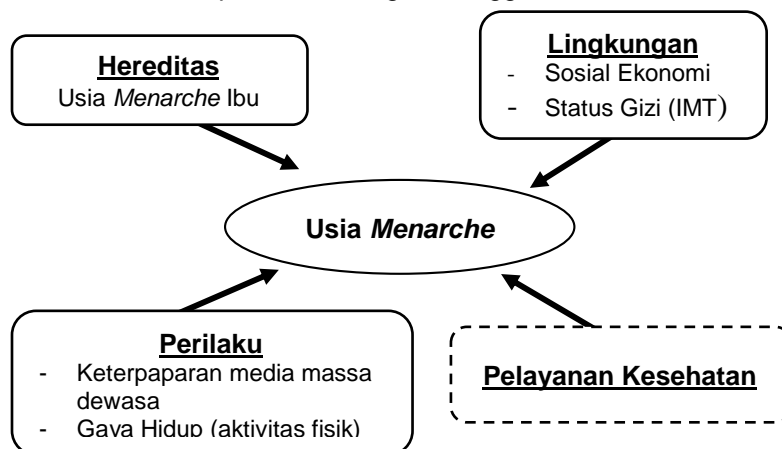 Hereditas
Usia Menarche Ibu
Lingkungan
- Sosial Ekonomi
- Status Gizi (IMT)
Usia Menarche
Perilaku
- Keterpaparan media massa
dewasa
- Gaya Hidup (aktivitas fisik)
Pelayanan Kesehatan